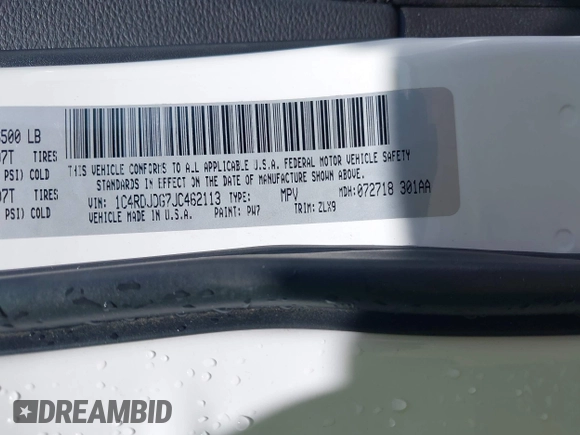 500 LB
07T TIRES
PSI) COLD
07T TIRES
PSI) COLD
THIS VEHICLE CONFORMS TO ALL APPLICABLE U.S.A. FEDERAL MOTOR VEHICLE SAFETY
STANDARDS IN EFFECT ON THE DATE OF MANUFACTURE SHOWN ABOVE.
VIN: 1C4RDJDG7JC462113 TYPE: MPV MDH:072718 301AA
VEHICLE MADE IN U.S.A. PAINT: PW7 TRIM: ZLX9
DREAMBID